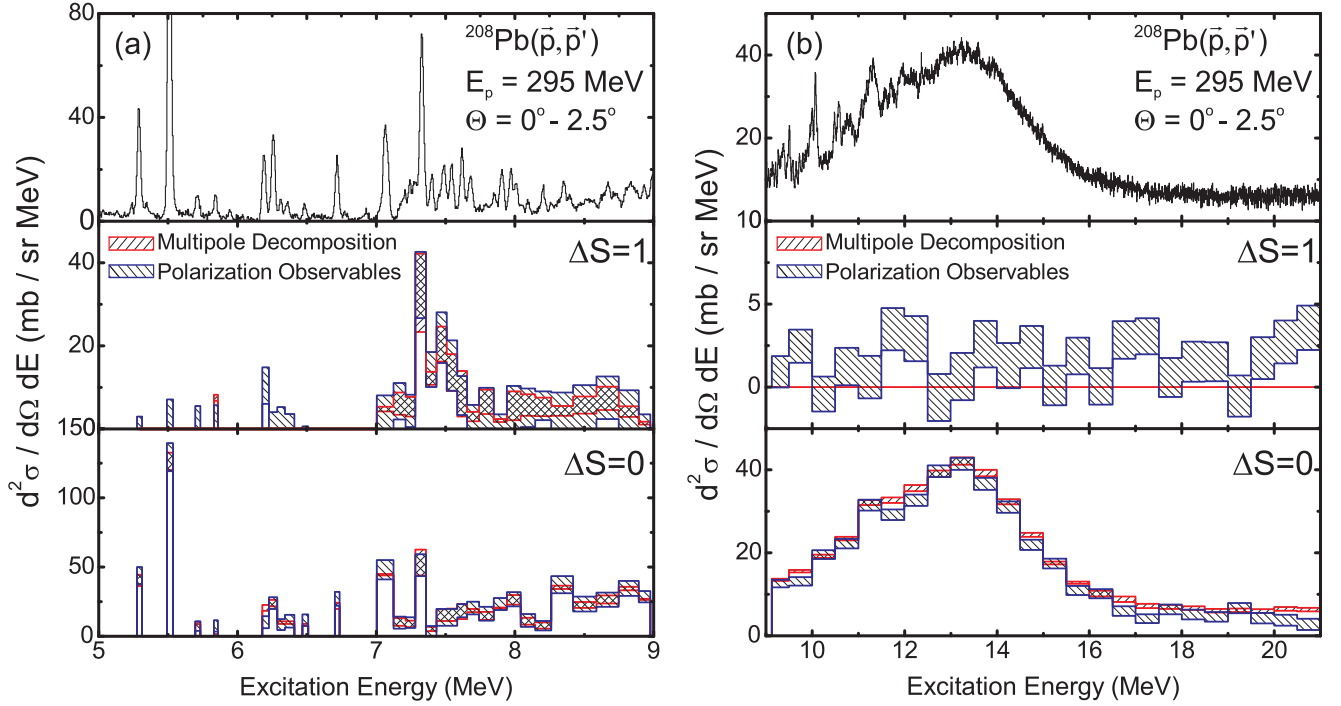 (a)
²⁰⁸Pb(p⃗,p⃗')
Eₚ = 295 MeV
Θ = 0° - 2.5°
80
40
0
Multipole Decomposition
Polarization Observables
ΔS=1
40
20
150
ΔS=0
100
50
0
5 6 7 8 9
Excitation Energy (MeV)
d²σ / dΩ dE (mb / sr MeV)
(b)
²⁰⁸Pb(p⃗,p⃗')
Eₚ = 295 MeV
Θ = 0° - 2.5°
40
20
10
Multipole Decomposition
Polarization Observables
ΔS=1
5
0
ΔS=0
40
20
0
10 12 14 16 18 20
Excitation Energy (MeV)
d²σ / dΩ dE (mb / sr MeV)